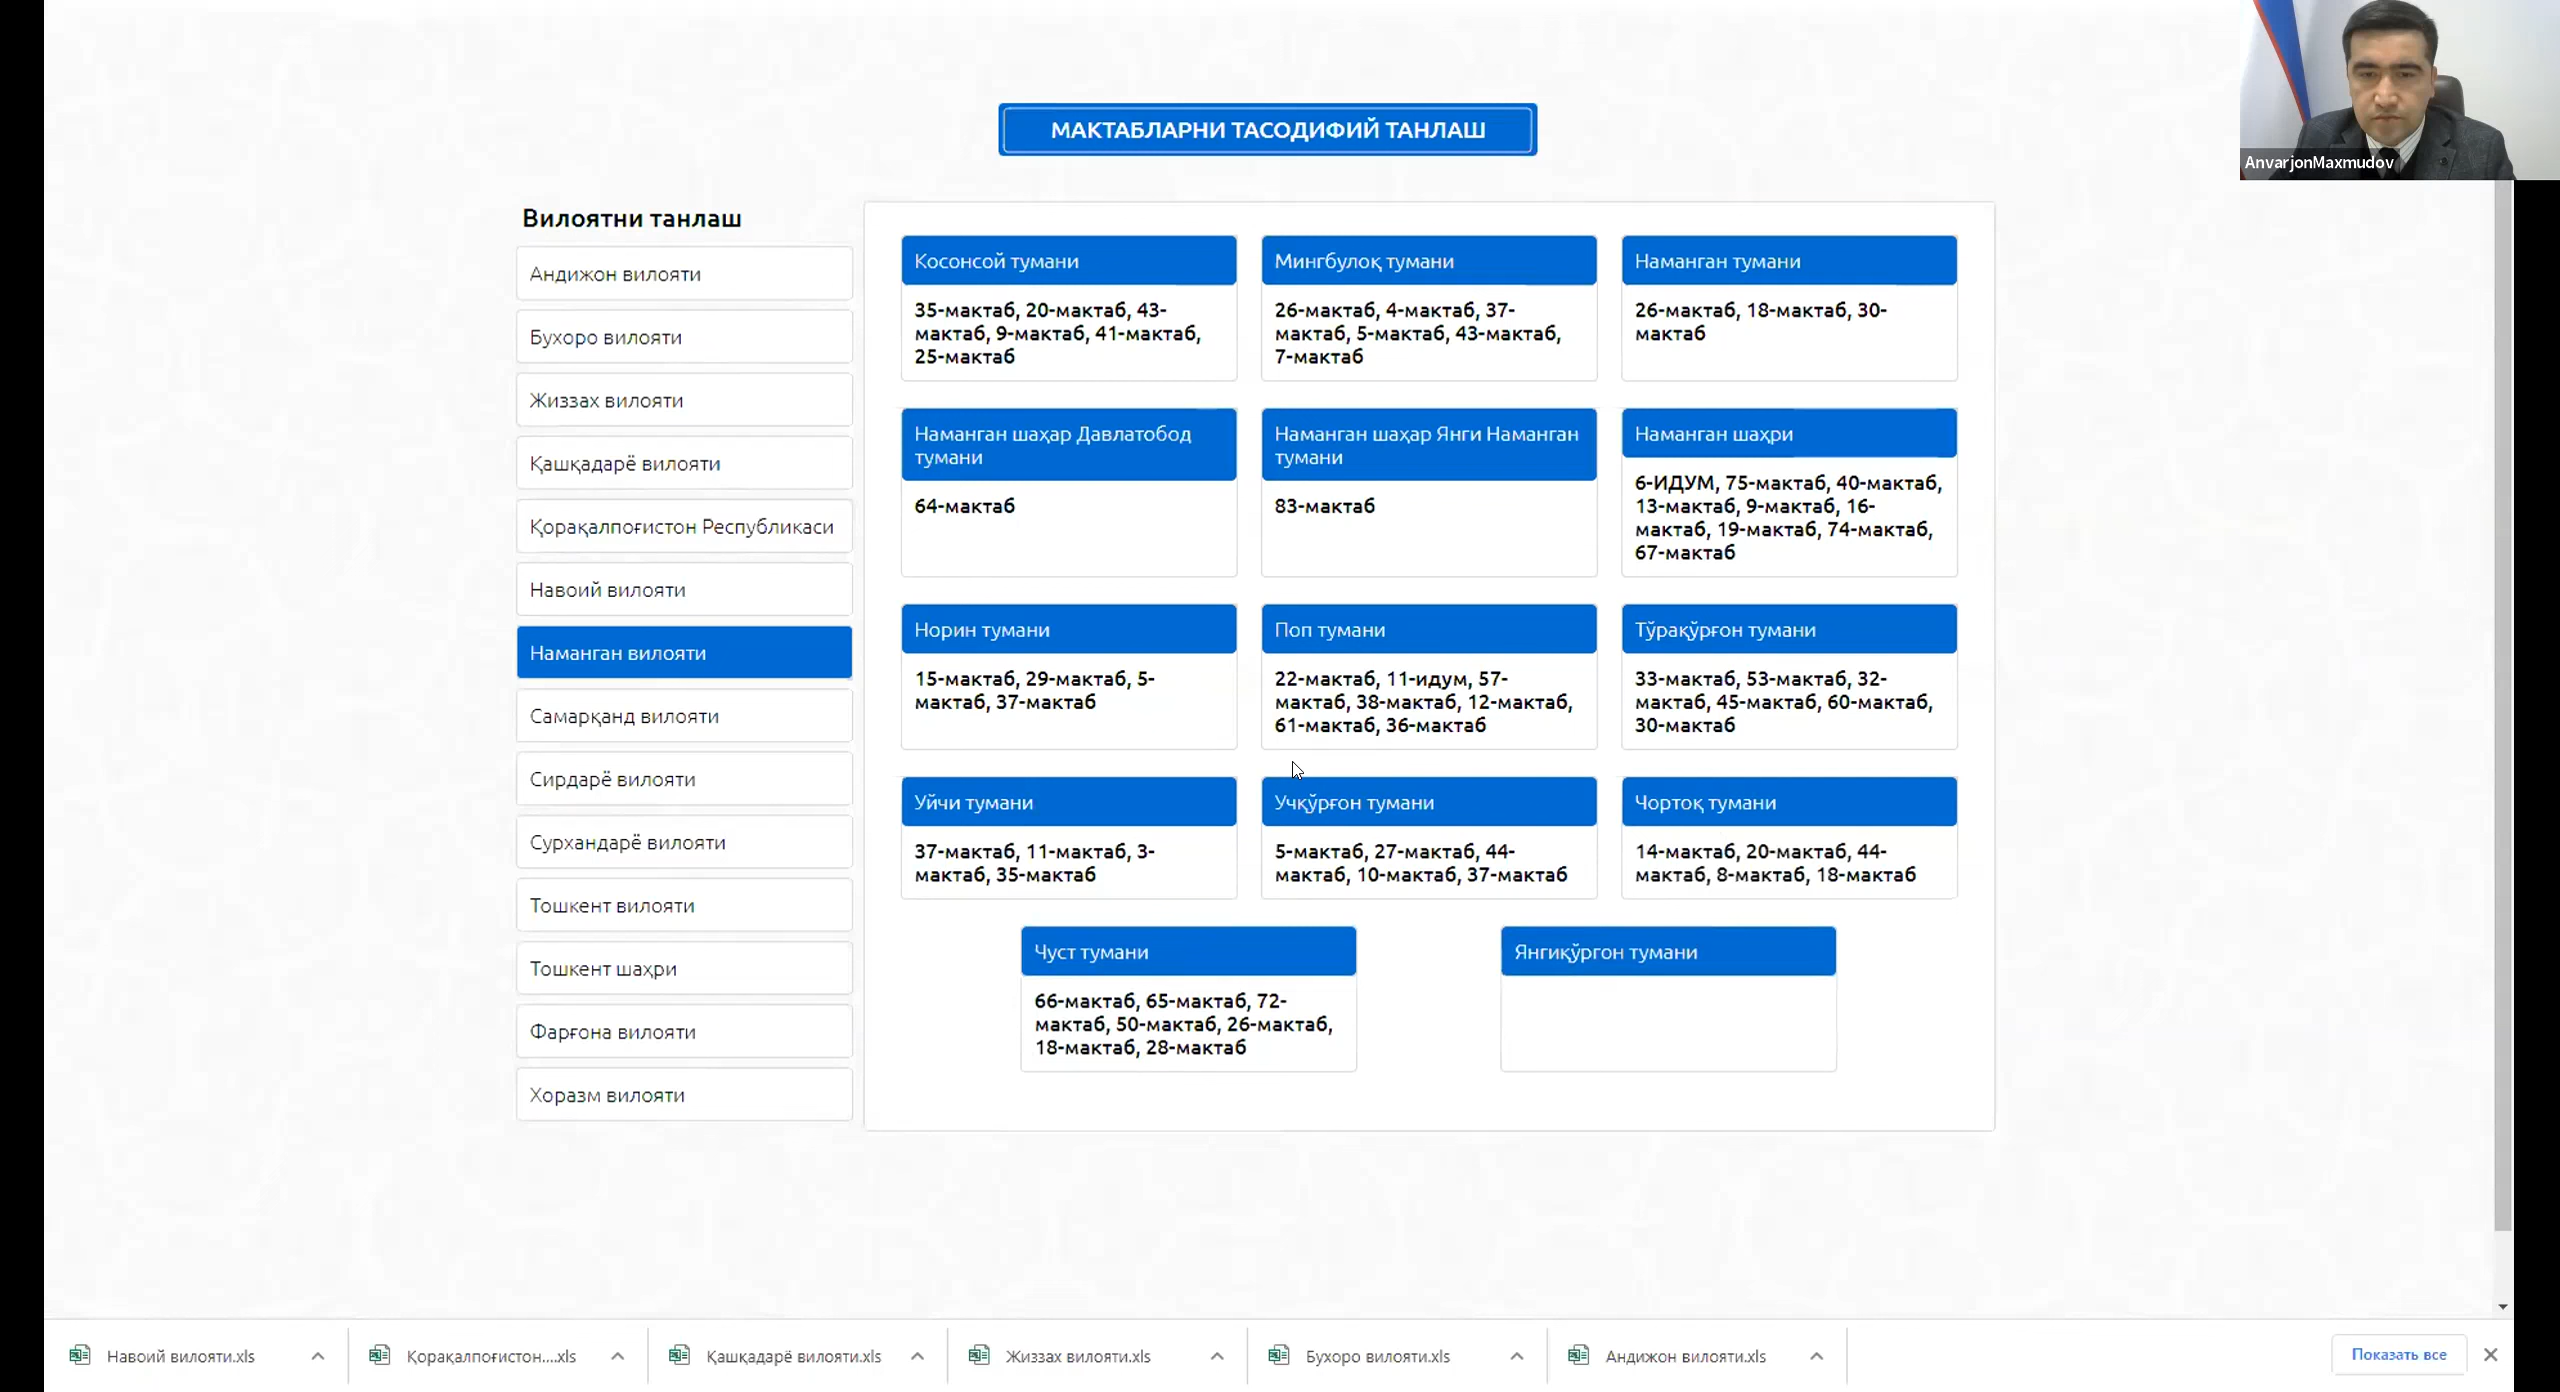 МАКТАБЛАРНИ ТАСОДИФИЙ ТАНЛАШ
AnvarjonMaxmudov
Вилоятни танлаш
Андижон вилояти
Бухоро вилояти
Жиззах вилояти
Қашқадарё вилояти
Қорақалпоғистон Республикаси
Навоий вилояти
Наманган вилояти
Самарқанд вилояти
Сирдарё вилояти
Сурхандарё вилояти
Тошкент вилояти
Тошкент шаҳри
Фарғона вилояти
Хоразм вилояти
Косонсой тумани
35-мактаб, 20-мактаб, 43-
мактаб, 9-мактаб, 41-мактаб,
25-мактаб
Мингбулоқ тумани
26-мактаб, 4-мактаб, 37-
мактаб, 5-мактаб, 43-мактаб,
7-мактаб
Наманган тумани
26-мактаб, 18-мактаб, 30-
мактаб
Наманган шаҳар Давлатобод
тумани
64-мактаб
Наманган шаҳар Янги Наманган
тумани
83-мактаб
Наманган шаҳри
6-ИДУМ, 75-мактаб, 40-мактаб,
13-мактаб, 9-мактаб, 16-
мактаб, 19-мактаб, 74-мактаб,
67-мактаб
Норин тумани
15-мактаб, 29-мактаб, 5-
мактаб, 37-мактаб
Поп тумани
22-мактаб, 11-идум, 57-
мактаб, 38-мактаб, 12-мактаб,
61-мактаб, 36-мактаб
Тўрақўрғон тумани
33-мактаб, 53-мактаб, 32-
мактаб, 45-мактаб, 60-мактаб,
30-мактаб
Уйчи тумани
37-мактаб, 11-мактаб, 3-
мактаб, 35-мактаб
Учқўрғон тумани
5-мактаб, 27-мактаб, 44-
мактаб, 10-мактаб, 37-мактаб
Чортоқ тумани
14-мактаб, 20-мактаб, 44-
мактаб, 8-мактаб, 18-мактаб
Чуст тумани
66-мактаб, 65-мактаб, 72-
мактаб, 50-мактаб, 26-мактаб,
18-мактаб, 28-мактаб
Янгиқўргон тумани
Навоий вилояти.xls
Қорақалпоғистон....xls
Қашқадарё вилояти.xls
Жиззах вилояти.xls
Бухоро вилояти.xls
Андижон вилояти.xls
Показать все